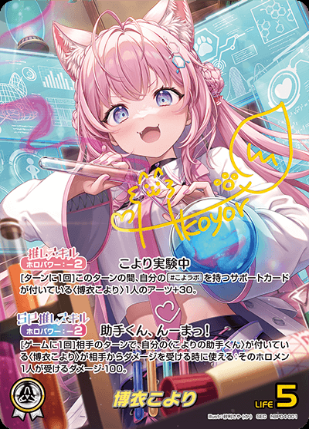 Koyori
推しスキル
ホロパワー：-2
こより実験中
[ターンに1回]このターンの間、自分の#こよラボを持つサポートカード
が付いている〈博衣こより〉1人のアーツ+30。
SP推しスキル
ホロパワー：-2
助手くん、んーまっ！
[ゲームに1回]相手のターンで、自分の〈こよりの助手くん〉が付いてい
る〈博衣こより〉が相手からダメージを受ける時に使える：そのホロメン
1人が受けるダメージ-100。
博衣こより
LIFE 5
SEC